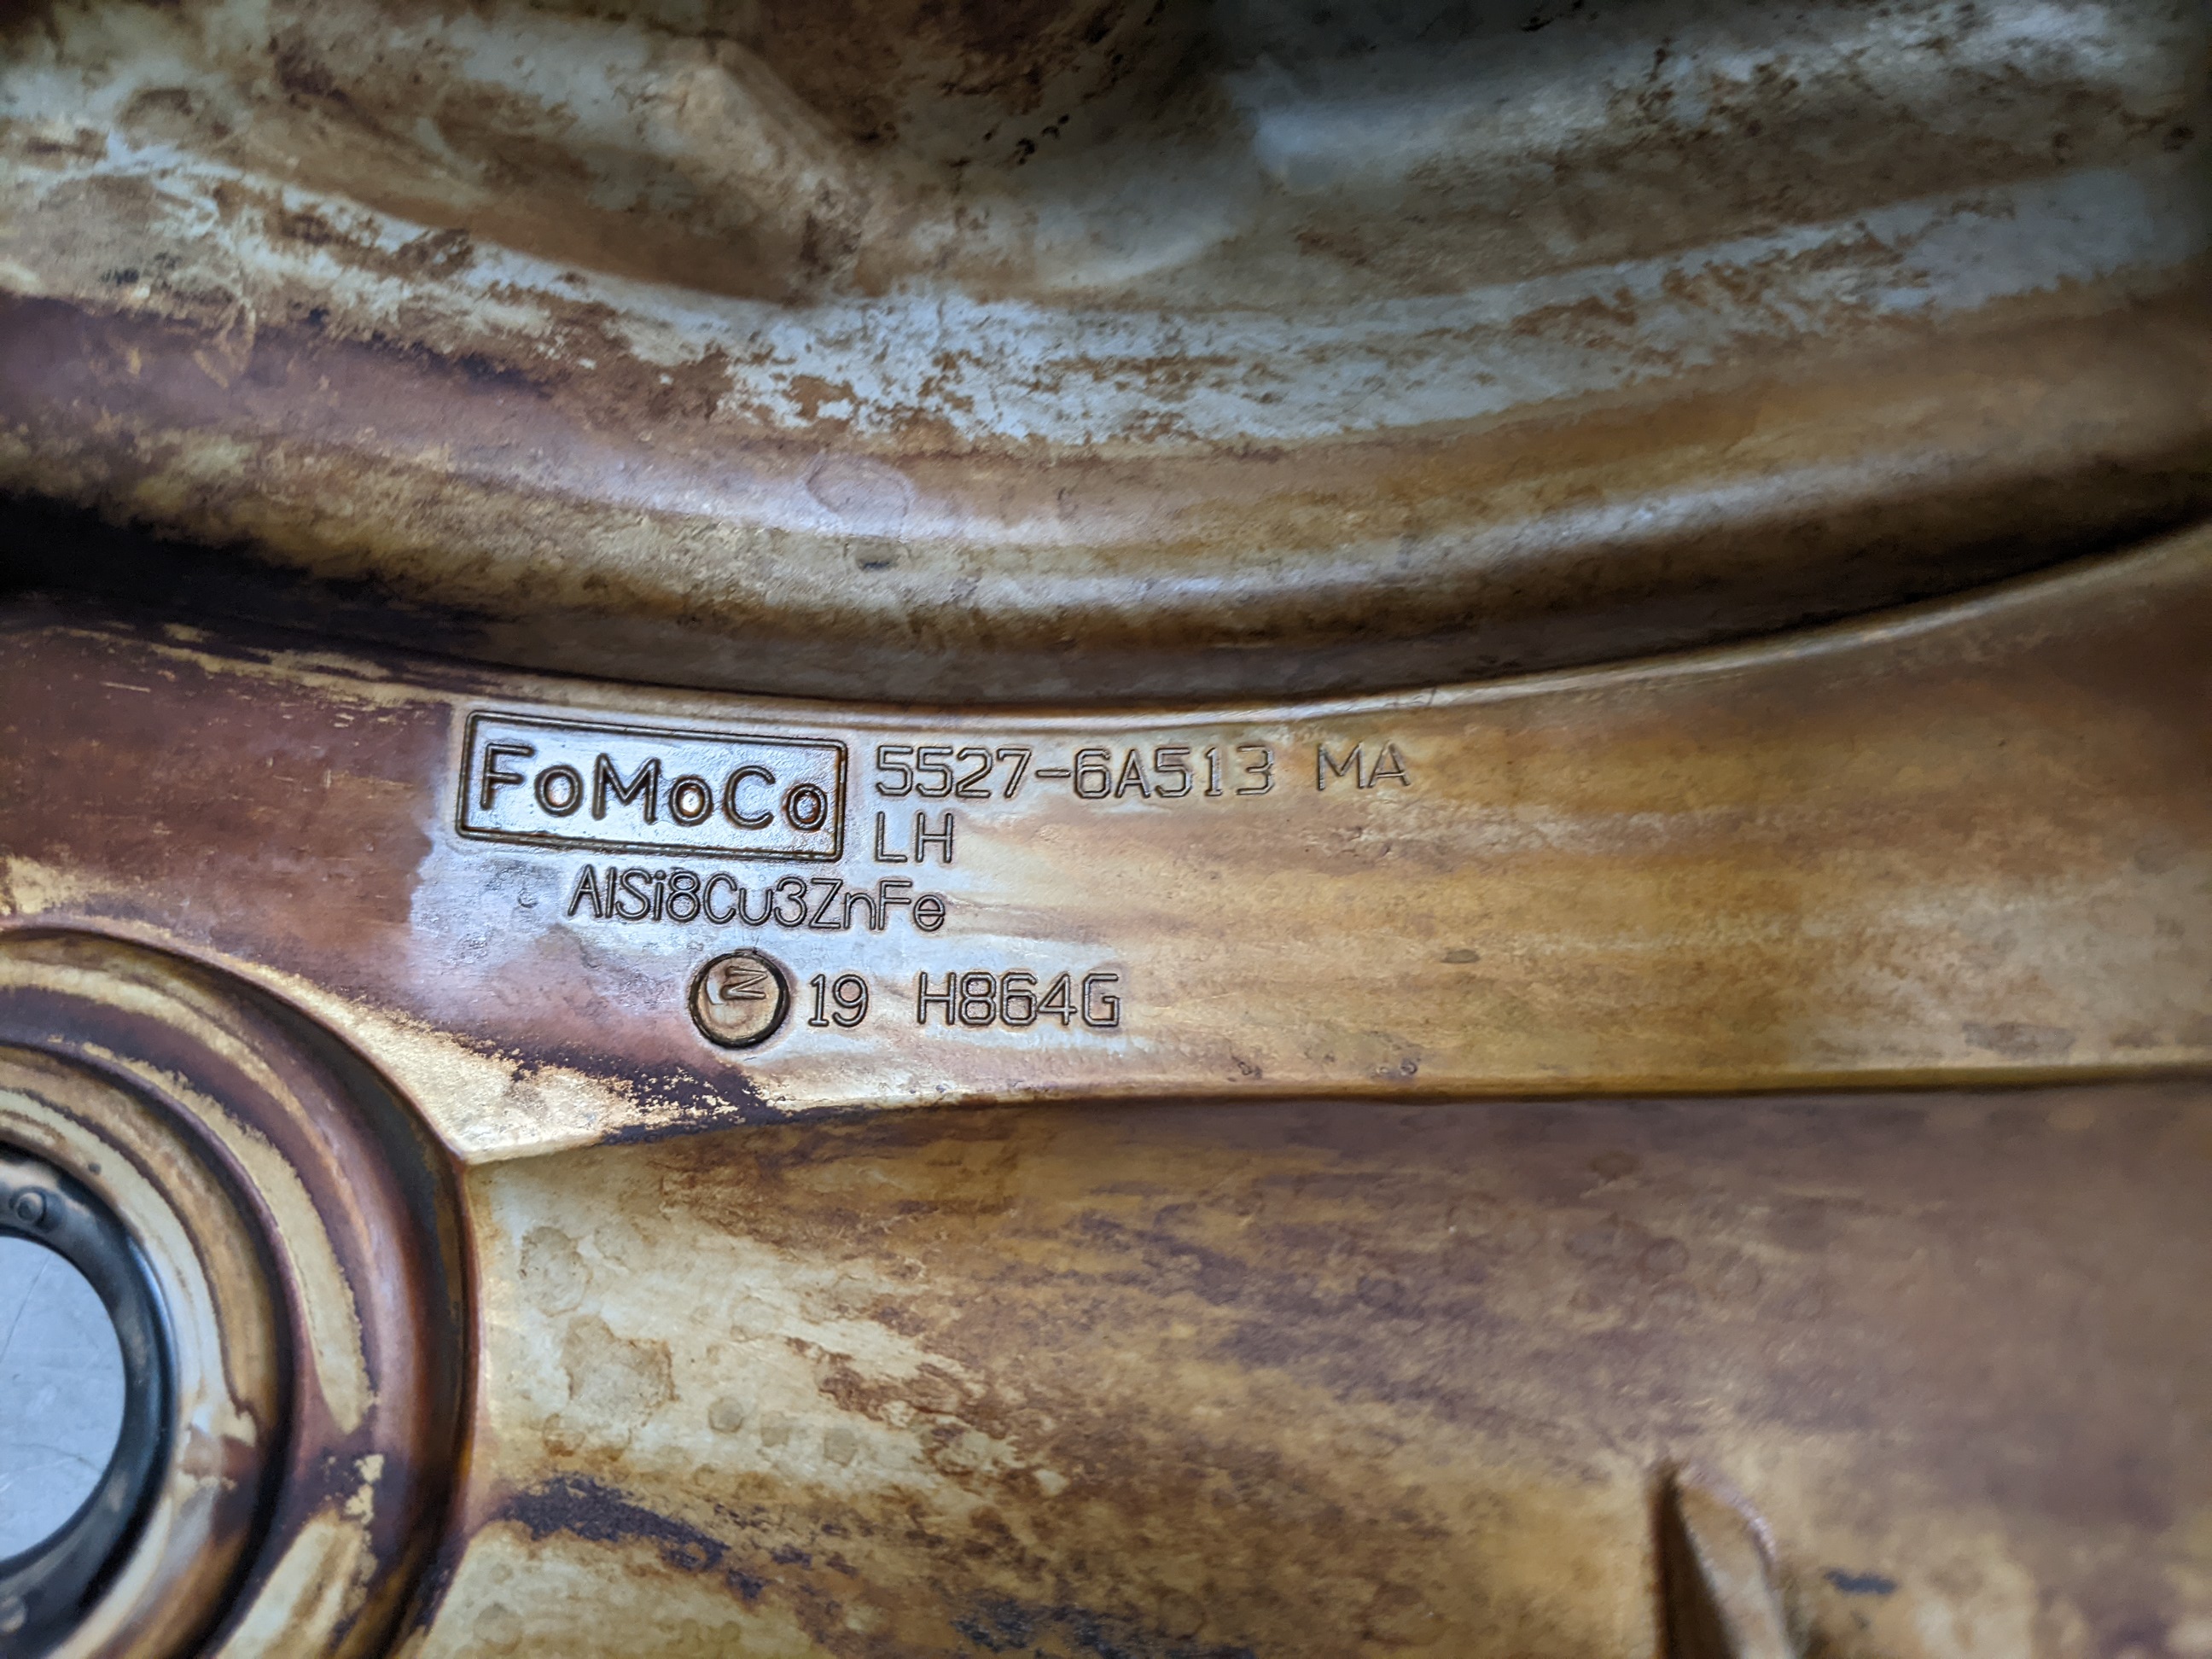 FoMoCo 5527-6A513 MA
LH
AlSi8Cu3ZnFe
19 H864G